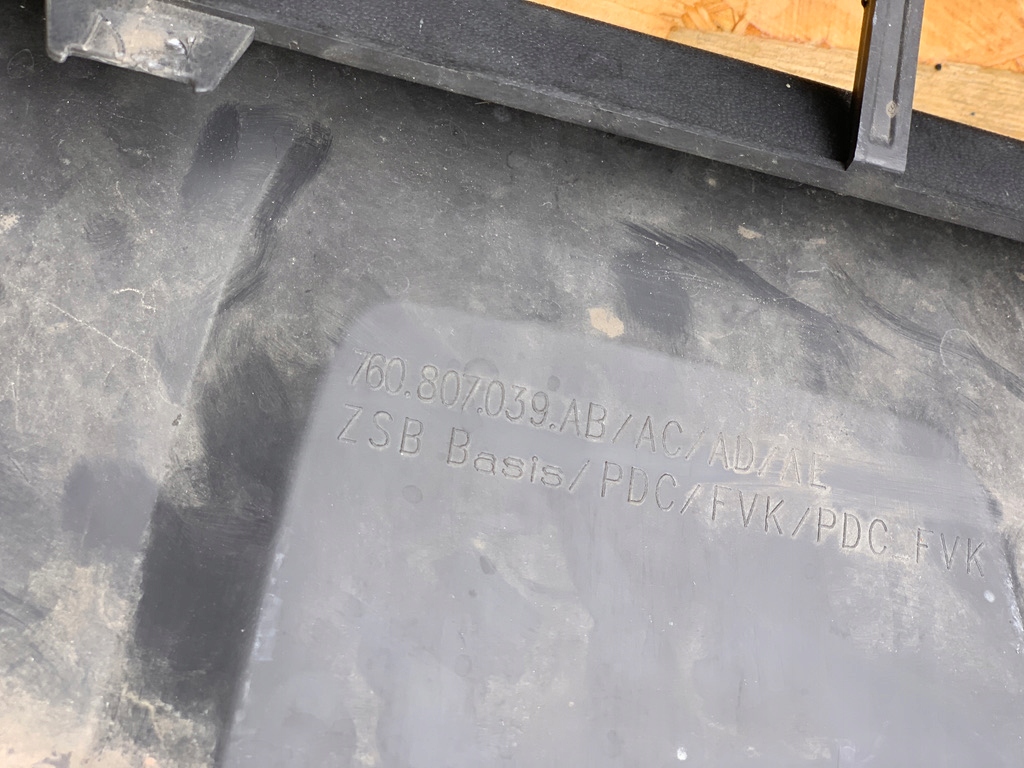 760.807.039.AB/AC/AD/AE
ZSB Basis/PDC/FVK/PDC FVK